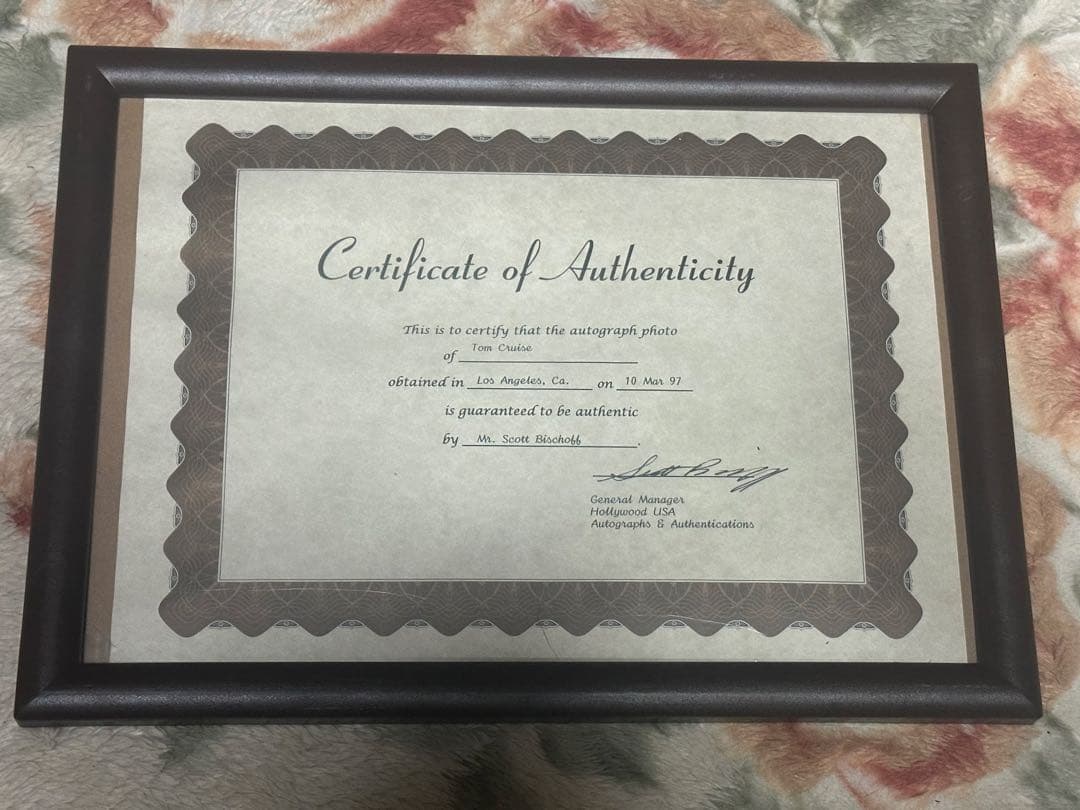 Certificate of Authenticity
This is to certify that the autograph photo
of Tom Cruise
obtained in Los Angeles, Ca. on 10 Mar 97
is guaranteed to be authentic
by Mr. Scott Bischoff.
General Manager
Hollywood USA
Autographs & Authentications